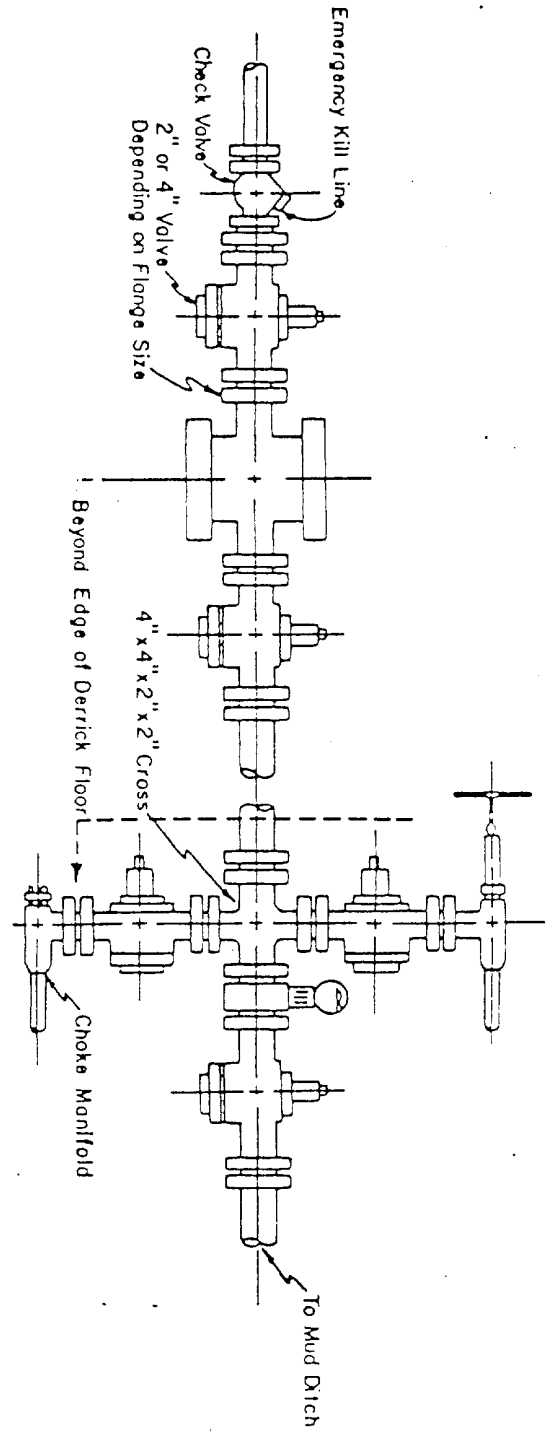 Emergency Kill Line
Check Valve
2" or 4" Valve
Depending on Flange Size
Beyond Edge of Derrick Floor
4"x4"x2"x2" Cross
Choke Manifold
To Mud Ditch